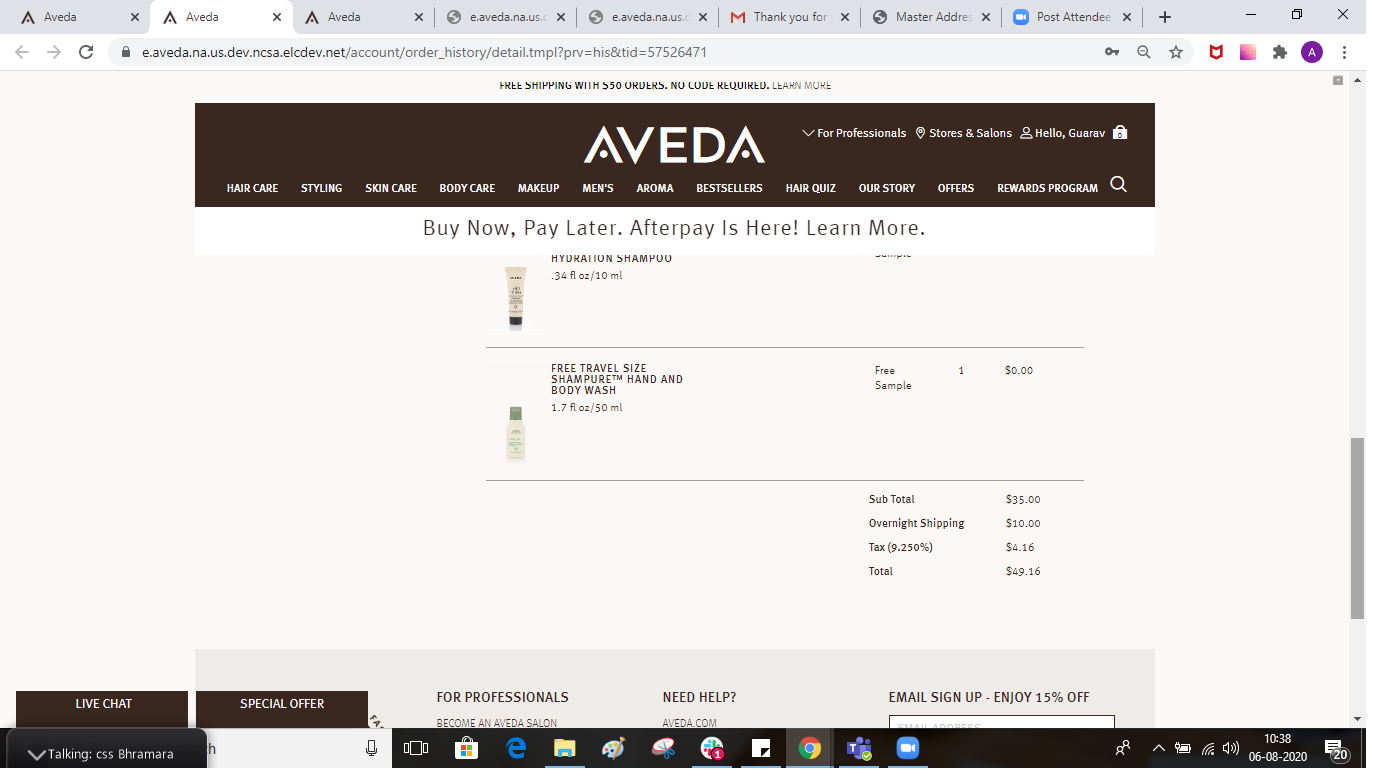 Aveda
Aveda
Aveda
e.aveda.na.us.c
e.aveda.na.us.c
Thank you for
Master Addres
Post Attendee
e.aveda.na.us.dev.ncsa.elcdev.net/account/order_history/detail.tmpl?prv=his&tid=57526471
A
FREE SHIPPING WITH $50 ORDERS. NO CODE REQUIRED. LEARN MORE
AVEDA
For Professionals
Stores & Salons
Hello, Guarav
0
HAIR CARE
STYLING
SKIN CARE
BODY CARE
MAKEUP
MEN'S
AROMA
BESTSELLERS
HAIR QUIZ
OUR STORY
OFFERS
REWARDS PROGRAM
Buy Now, Pay Later. Afterpay Is Here! Learn More.
HYDRATION SHAMPOO
Sample
.34 fl oz/10 ml
FREE TRAVEL SIZE
SHAMPURE™ HAND AND
BODY WASH
1.7 fl oz/50 ml
Free
Sample
1
$0.00
Sub Total $35.00
Overnight Shipping $10.00
Tax (9.250%) $4.16
Total $49.16
LIVE CHAT
SPECIAL OFFER
FOR PROFESSIONALS
NEED HELP?
EMAIL SIGN UP - ENJOY 15% OFF
BECOME AN AVEDA SALON
AVEDA.COM
EMAIL ADDRESS
Talking: css Bhramara
ch
1
10:38
06-08-2020
20